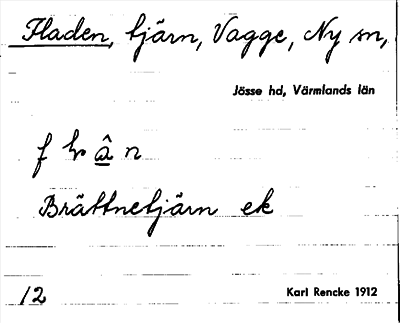 Fladen, tjärn, Vagge, Ny sn,
Jösse hd, Värmlands län
Brättnetjärn ek
12
Karl Rencke 1912